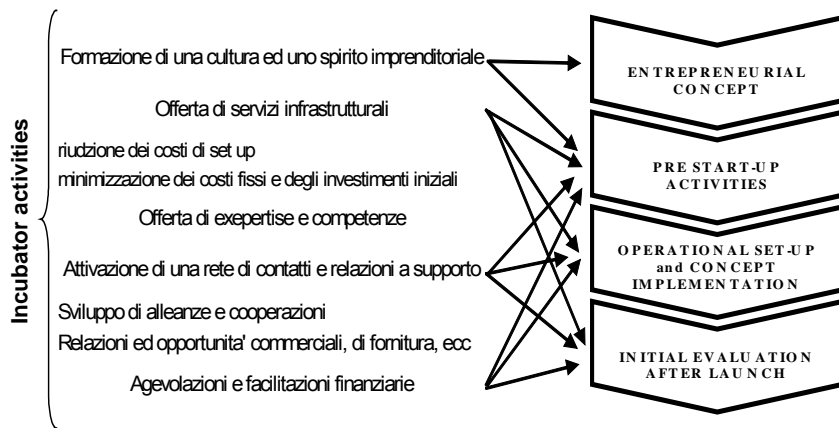 Incubator activities
Formazione di una cultura ed uno spirito imprenditoriale
Offerta di servizi infrastrutturali
riudzione dei costi di set up
minimizzazione dei costi fissi e degli investimenti iniziali
Offerta di exepertise e competenze
Attivazione di una rete di contatti e relazioni a supporto
Sviluppo di alleanze e cooperazioni
Relazioni ed opportunita' commerciali, di fornitura, ecc
Agevolazioni e facilitazioni finanziarie
ENTREPRENEURIAL
CONCEPT
PRE START-UP
ACTIVITIES
OPERATIONAL SET-UP
and CONCEPT
IMPLEMENTATION
INITIAL EVALUATION
AFTER LAUNCH